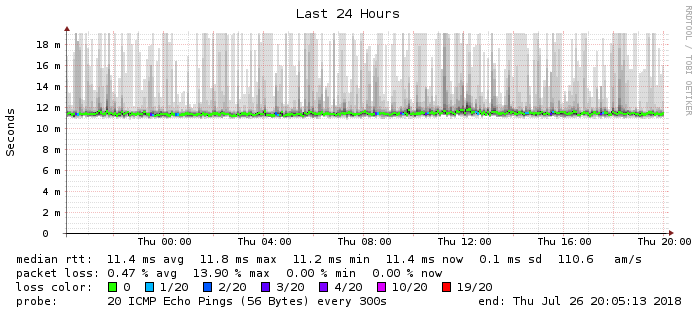 Last 24 Hours
RRDTOOL / TOBI OETIKER
Seconds
18 m
16 m
14 m
12 m
10 m
8 m
6 m
4 m
2 m
0
Thu 00:00 Thu 04:00 Thu 08:00 Thu 12:00 Thu 16:00 Thu 20:00
median rtt: 11.4 ms avg 11.8 ms max 11.2 ms min 11.4 ms now 0.1 ms sd 110.6 am/s
packet loss: 0.47 % avg 13.90 % max 0.00 % min 0.00 % now
loss color: 0 1/20 2/20 3/20 4/20 10/20 19/20
probe: 20 ICMP Echo Pings (56 Bytes) every 300s end: Thu Jul 26 20:05:13 2018